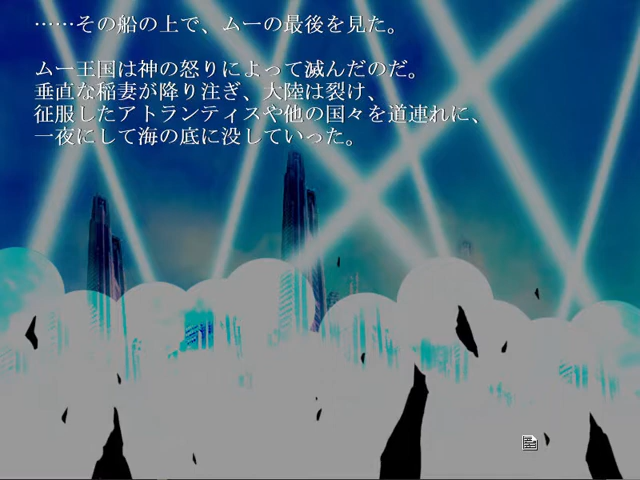 ……その船の上で、ムーの最後を見た。
ムー王国は神の怒りによって滅んだのだ。
垂直な稲妻が降り注ぎ、大陸は裂け、
征服したアトランティスや他の国々を道連れに、
一夜にして海の底に没していった。